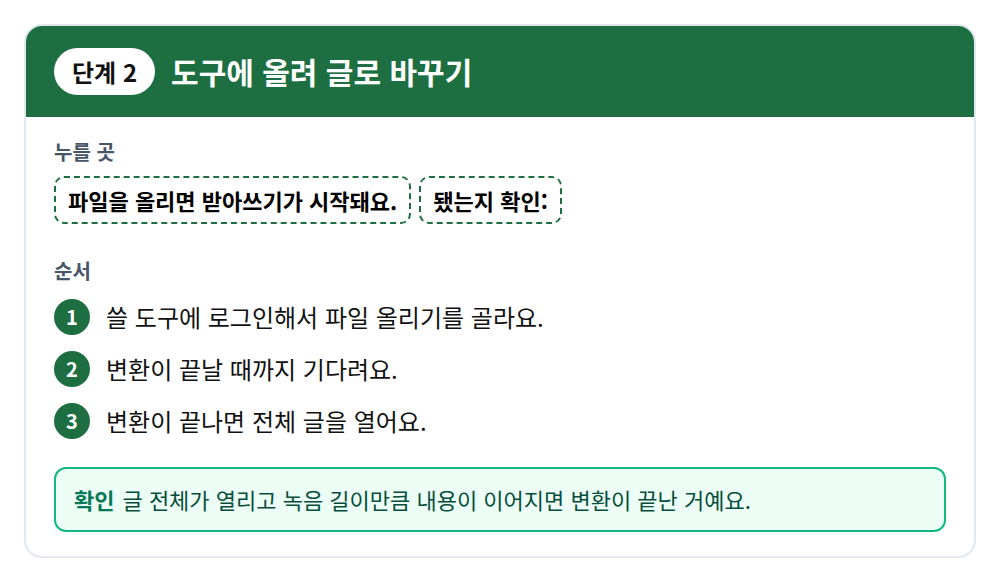 단계 2 도구에 올려 글로 바꾸기
누를 곳
파일을 올리면 받아쓰기가 시작돼요. 됐는지 확인:
순서
1 쓸 도구에 로그인해서 파일 올리기를 골라요.
2 변환이 끝날 때까지 기다려요.
3 변환이 끝나면 전체 글을 열어요.
확인 글 전체가 열리고 녹음 길이만큼 내용이 이어지면 변환이 끝난 거예요.